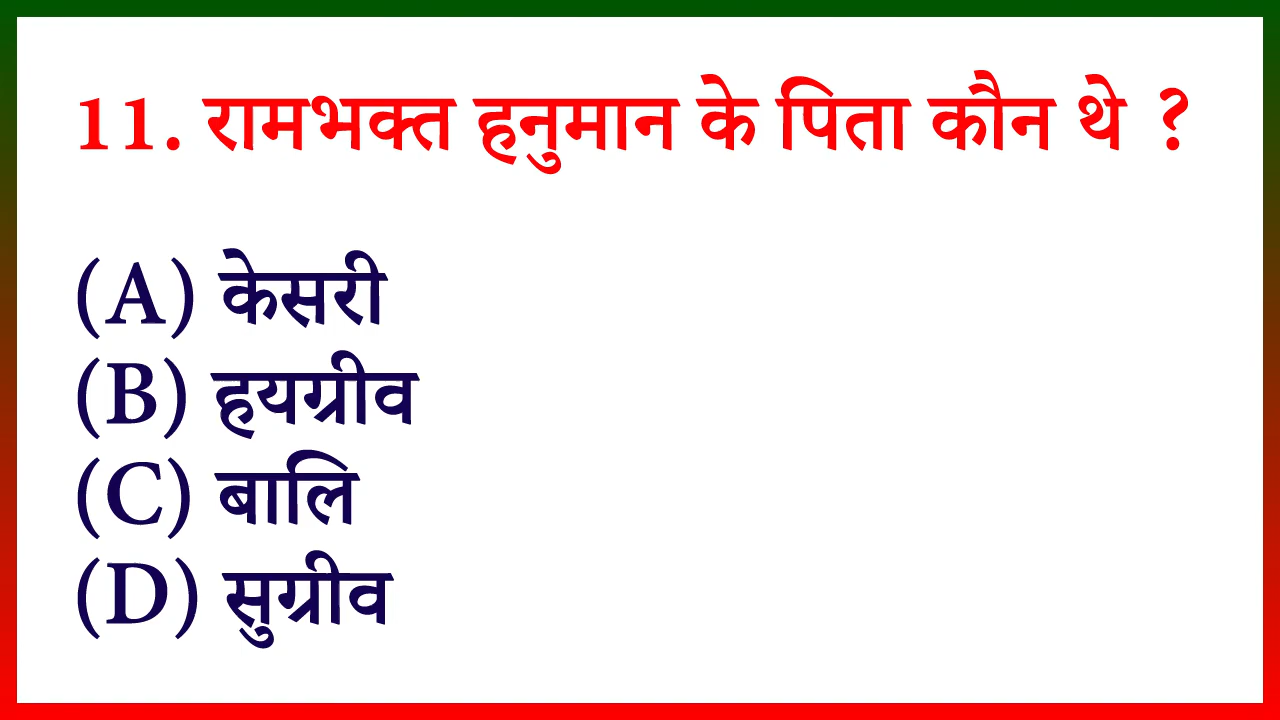 11. रामभक्त हनुमान के पिता कौन थे ?
(A) केसरी
(B) हयग्रीव
(C) बालि
(D) सुग्रीव